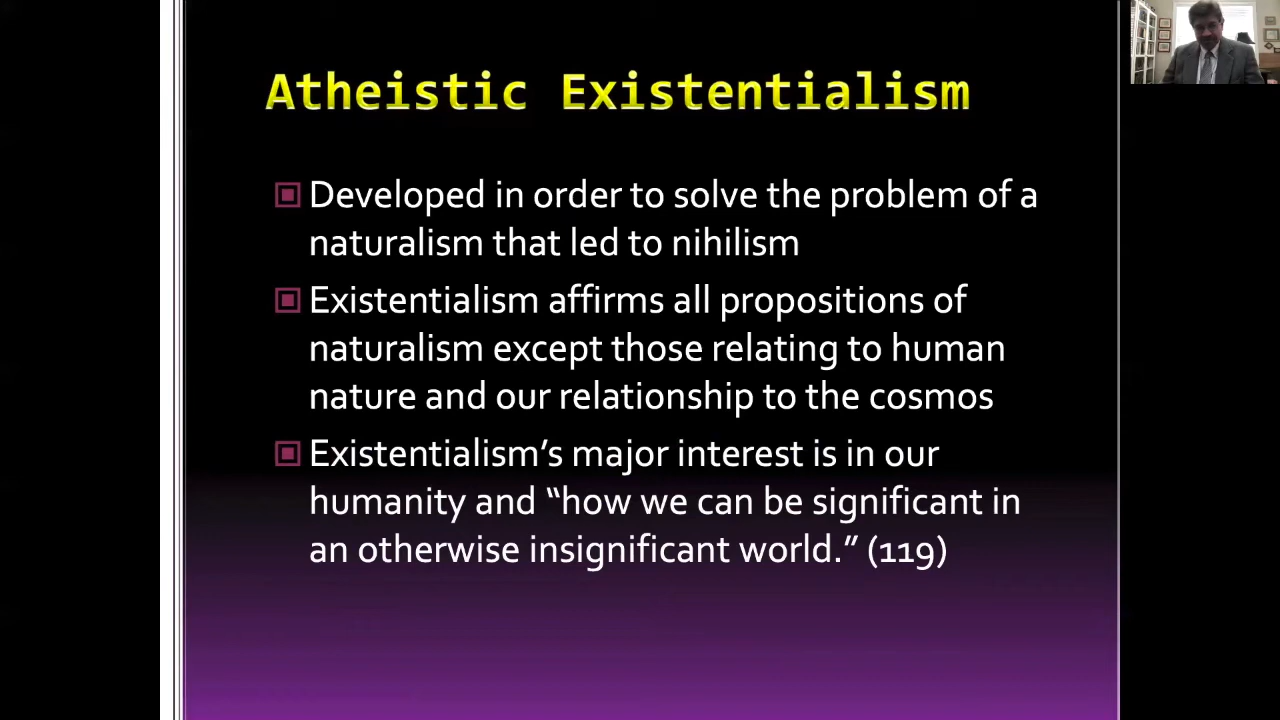 Atheistic Existentialism
Developed in order to solve the problem of a
naturalism that led to nihilism
Existentialism affirms all propositions of
naturalism except those relating to human
nature and our relationship to the cosmos
Existentialism’s major interest is in our
humanity and “how we can be significant in
an otherwise insignificant world.” (119)